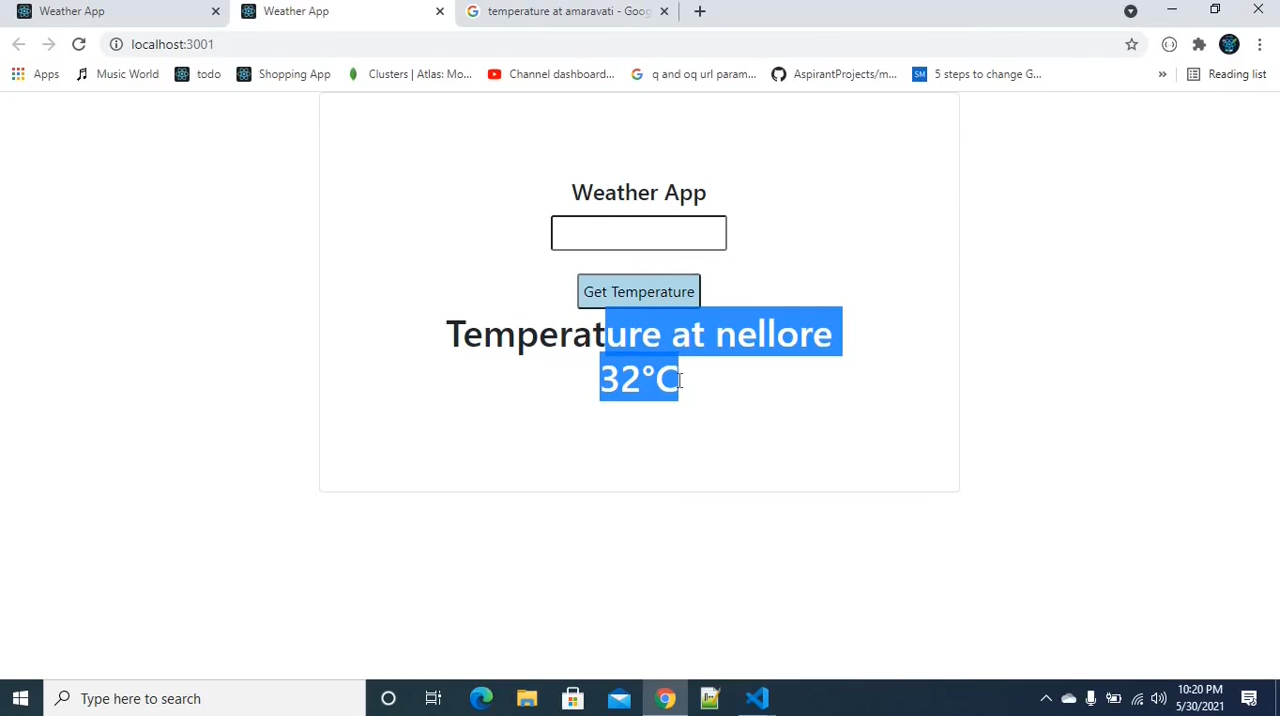 Weather App
Weather App
temperature at amaravati - Goog
localhost:3001
Apps
Music World
todo
Shopping App
Clusters | Atlas: Mo...
Channel dashboard...
q and oq url param...
AspirantProjects/m...
SM
5 steps to change G...
»
Reading list
Weather App
Get Temperature
Temperature at nellore
32°C
Type here to search
10:20 PM
5/30/2021